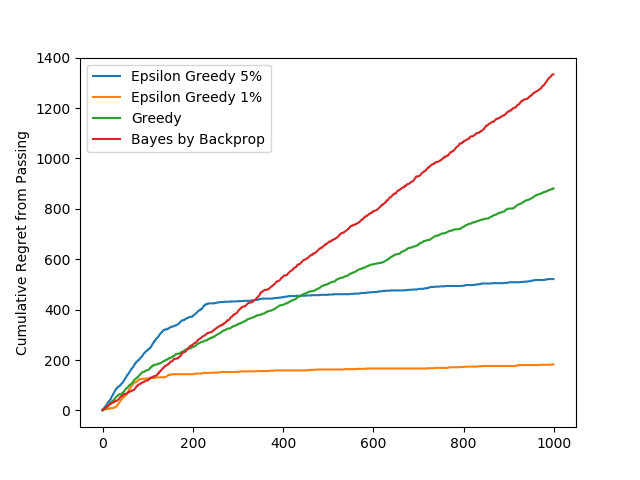 1400
1200
1000
800
600
400
200
0
Cumulative Regret from Passing
Epsilon Greedy 5%
Epsilon Greedy 1%
Greedy
Bayes by Backprop
0
200
400
600
800
1000